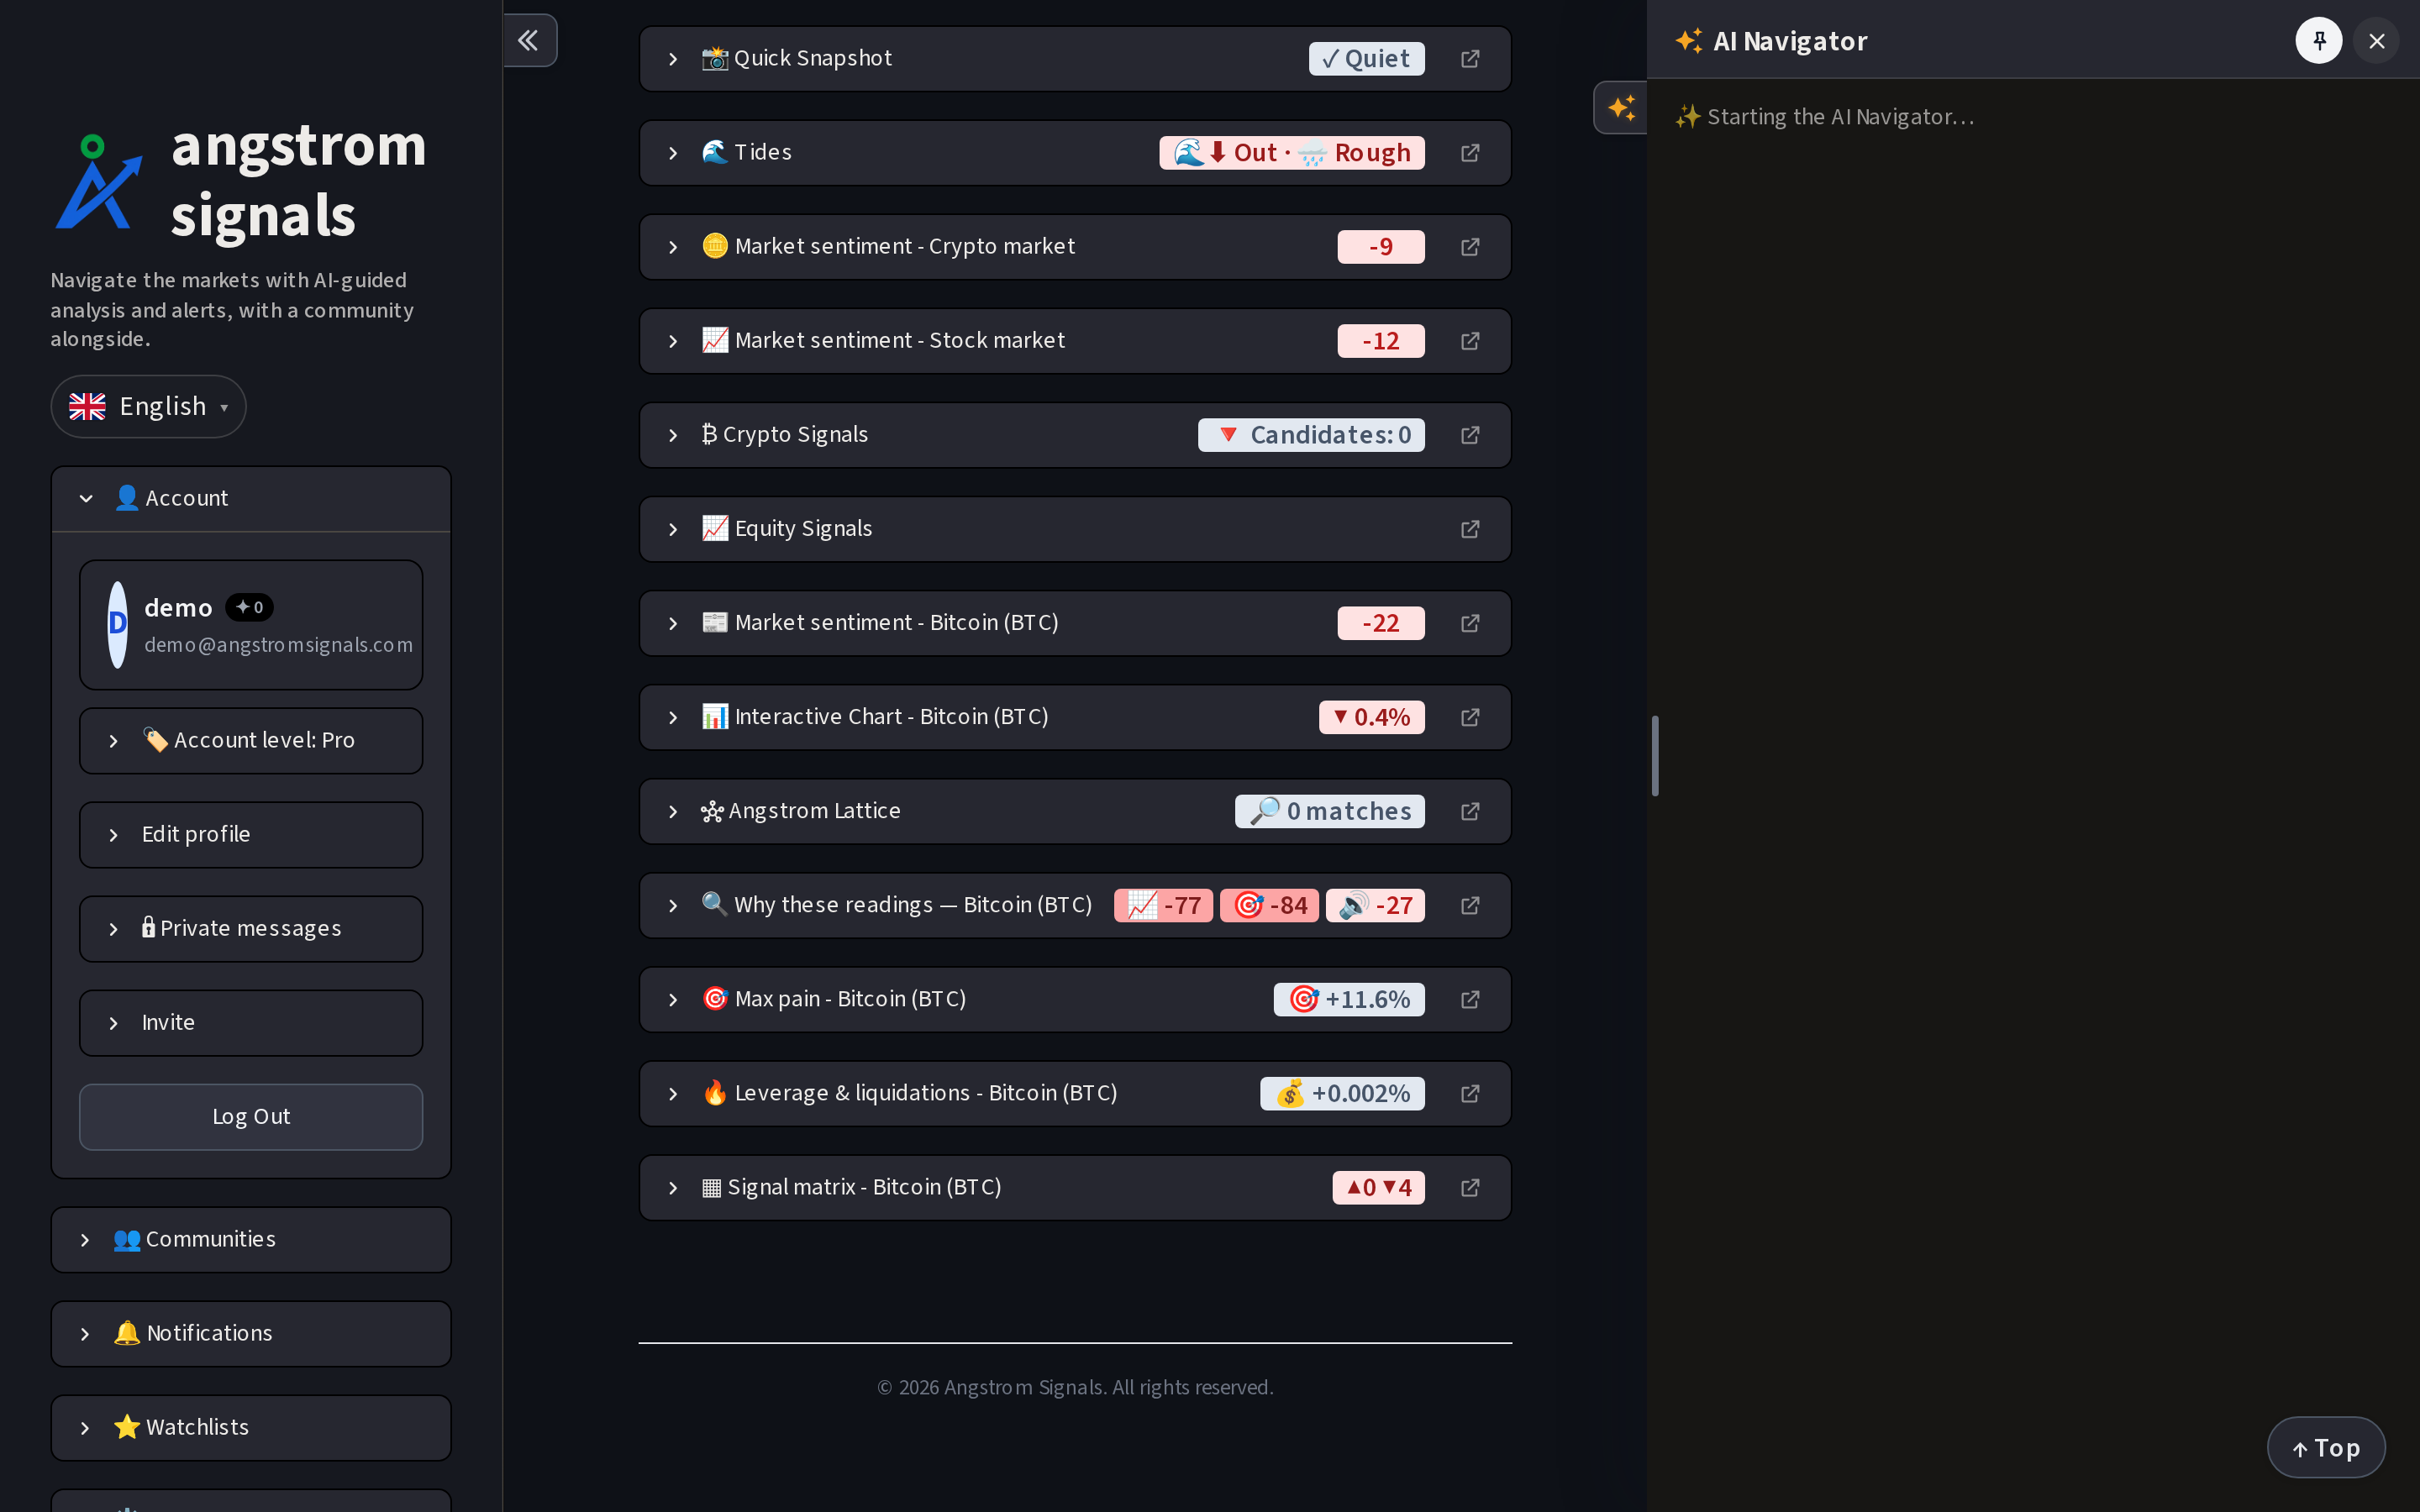 angstrom
signals
Navigate the markets with AI-guided
analysis and alerts, with a community
alongside.
English
Account
D
demo
✦ 0
demo@angstromsignals.com
Account level: Pro
Edit profile
Private messages
Invite
Log Out
Communities
Notifications
Watchlists
Quick Snapshot
✓ Quiet
Tides
Out · Rough
Market sentiment - Crypto market
-9
Market sentiment - Stock market
-12
₿ Crypto Signals
Candidates: 0
Equity Signals
Market sentiment - Bitcoin (BTC)
-22
Interactive Chart - Bitcoin (BTC)
▼ 0.4%
Angstrom Lattice
0 matches
Why these readings — Bitcoin (BTC)
-77
-84
-27
Max pain - Bitcoin (BTC)
+11.6%
Leverage & liquidations - Bitcoin (BTC)
+0.002%
Signal matrix - Bitcoin (BTC)
▲0 ▼4
© 2026 Angstrom Signals. All rights reserved.
AI Navigator
Starting the AI Navigator...
↑ Top